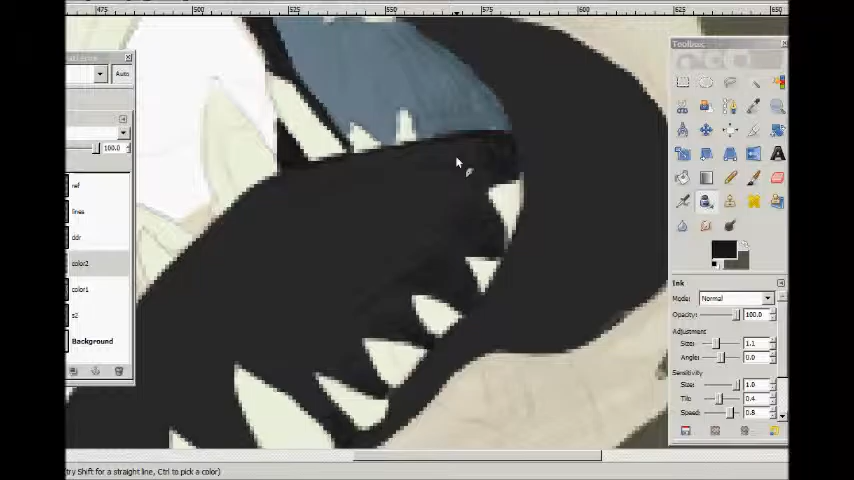 475
500
525
550
575
600
625
Auto
100.0
ref
lines
ddr
color2
color1
s2
Background
Toolbox
Ink
Mode: Normal
Opacity: 100.0
Adjustment
Size: 1.1
Angle: 0.0
Sensitivity
Size: 1.0
Tilt: 0.4
Speed: 0.8
(try Shift for a straight line, Ctrl to pick a color)